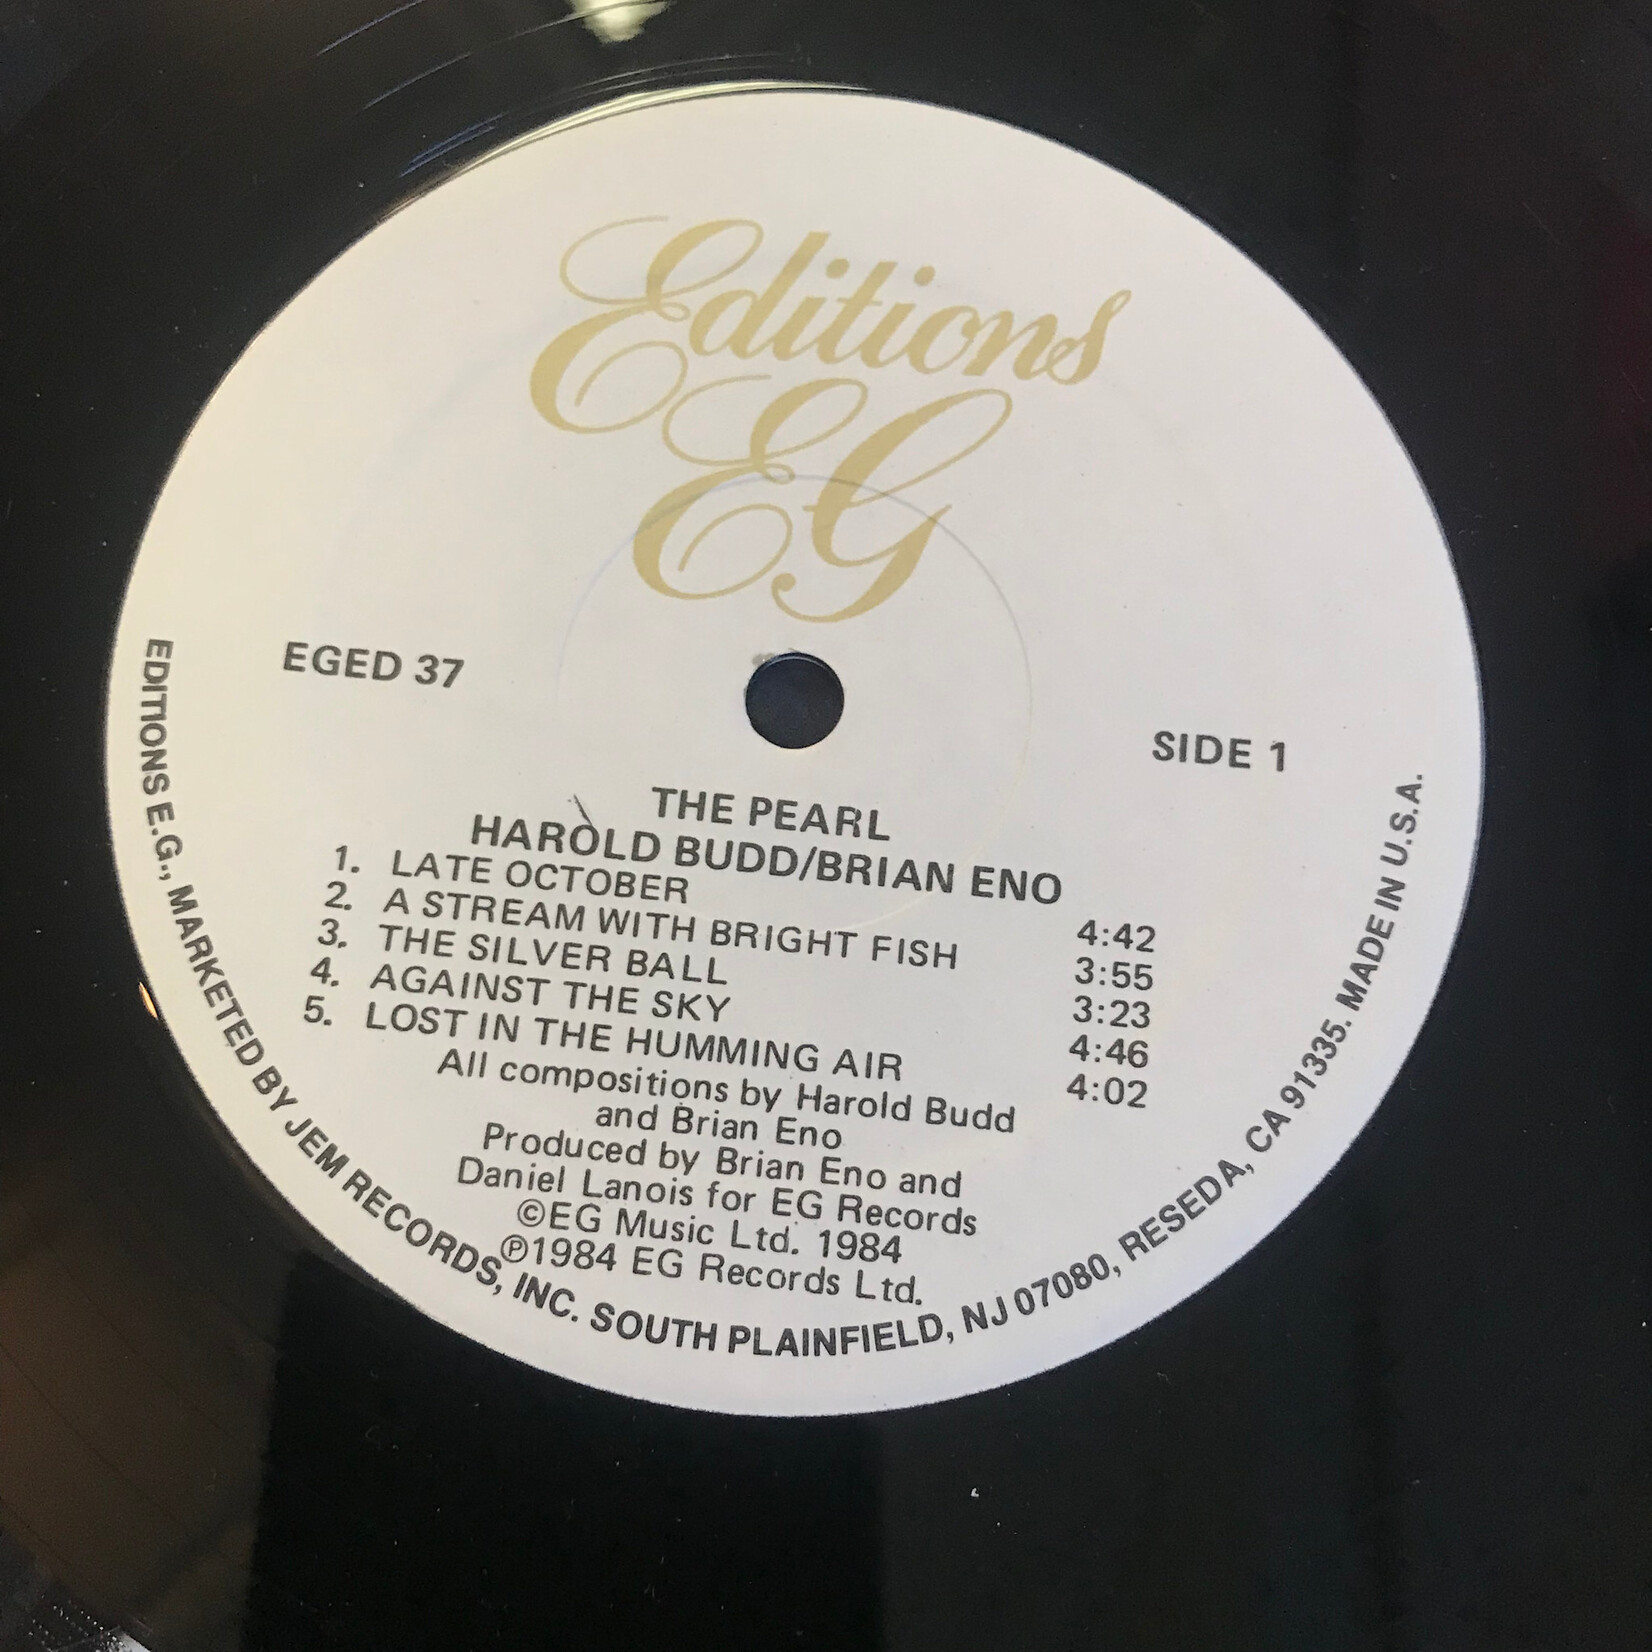 Editions
EG
EGED 37
SIDE 1
THE PEARL
HAROLD BUDD/BRIAN ENO
1. LATE OCTOBER 4:42
2. A STREAM WITH BRIGHT FISH 3:55
3. THE SILVER BALL 3:23
4. AGAINST THE SKY 4:46
5. LOST IN THE HUMMING AIR 4:02
All compositions by Harold Budd
and Brian Eno
Produced by Brian Eno and
Daniel Lanois for EG Records
©EG Music Ltd. 1984
℗1984 EG Records Ltd.
EDITIONS E.G., MARKETED BY JEM RECORDS, INC. SOUTH PLAINFIELD, NJ 07080, RESEDA, CA 91335. MADE IN U.S.A.